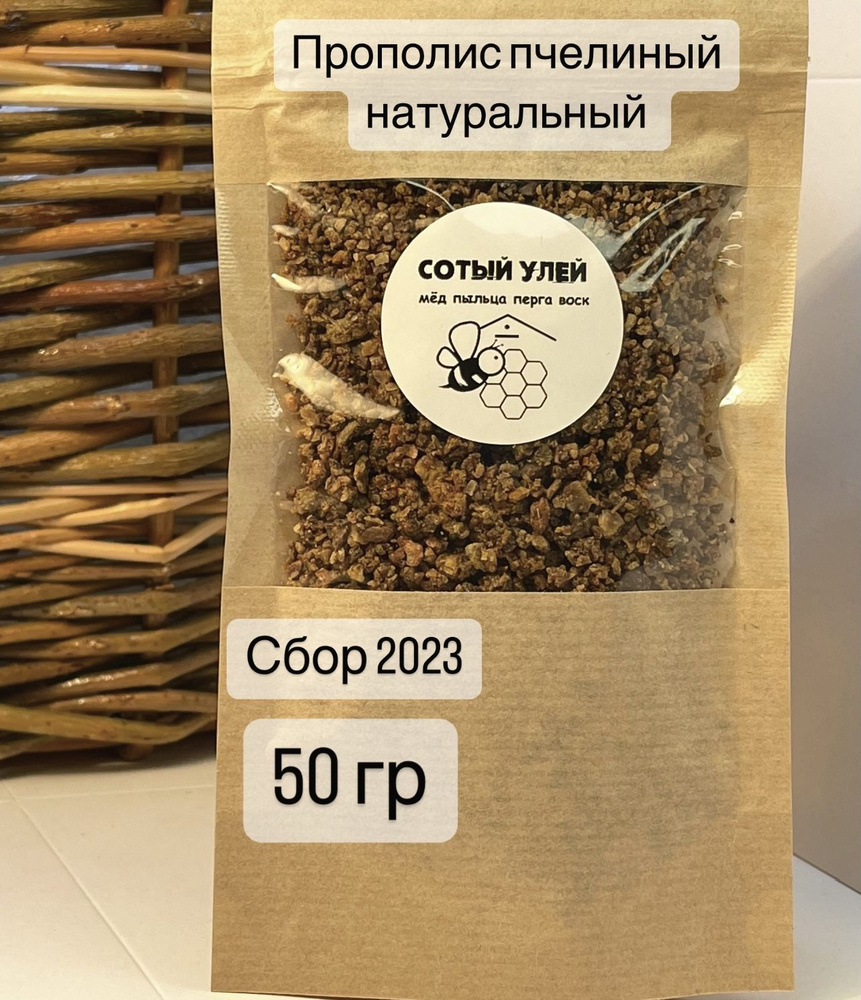 Прополис пчелиный
натуральный
СОТЫЙ УЛЕЙ
мёд пыльца перга воск
Сбор 2023
50 гр